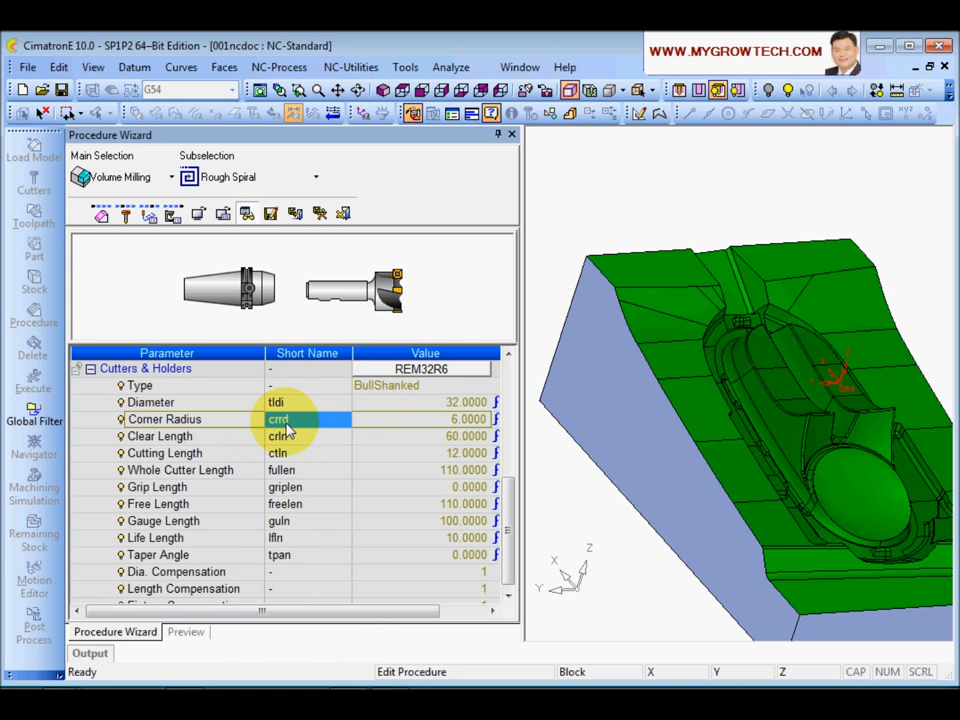 CimatronE 10.0 - SP1P2 64–Bit Edition - [001ncdoc : NC-Standard]
WWW.MYGROWTECH.COM
File Edit View Datum Curves Faces NC-Process NC-Utilities Tools Analyze Window Help
G54
Procedure Wizard
Load Model
Cutters
Toolpath
Part
Stock
Procedure
Delete
Execute
Global Filter
Navigator
Machining Simulation
Remaining Stock
Motion Editor
Post Process
Main Selection Subselection
Volume Milling Rough Spiral
Parameter Short Name Value
Cutters & Holders - REM32R6
Type - BullShanked
Diameter tldi 32.0000 f
Corner Radius crrd 6.0000 f
Clear Length crln 60.0000 f
Cutting Length ctln 12.0000 f
Whole Cutter Length fullen 110.0000 f
Grip Length griplen 0.0000 f
Free Length freelen 110.0000 f
Gauge Length guln 100.0000 f
Life Length lfln 10.0000 f
Taper Angle tpan 0.0000 f
Dia. Compensation - 1
Length Compensation - 1
Z
X
Y
Procedure Wizard Preview
Output
Ready Edit Procedure Block X Y Z CAP NUM SCRL